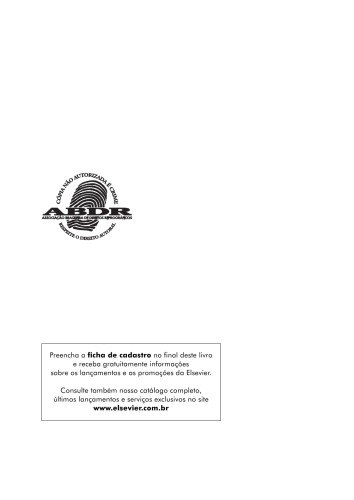 CÓPIA NÃO AUTORIZADA É CRIME
ABDR
ASSOCIAÇÃO BRASILEIRA DE DIREITOS REPROGRÁFICOS
RESPEITE O DIREITO AUTORAL
Preencha a ficha de cadastro no final deste livro
e receba gratuitamente informações
sobre os lançamentos e as promoções da Elsevier.
Consulte também nosso catálogo completo,
últimos lançamentos e serviços exclusivos no site
www.elsevier.com.br